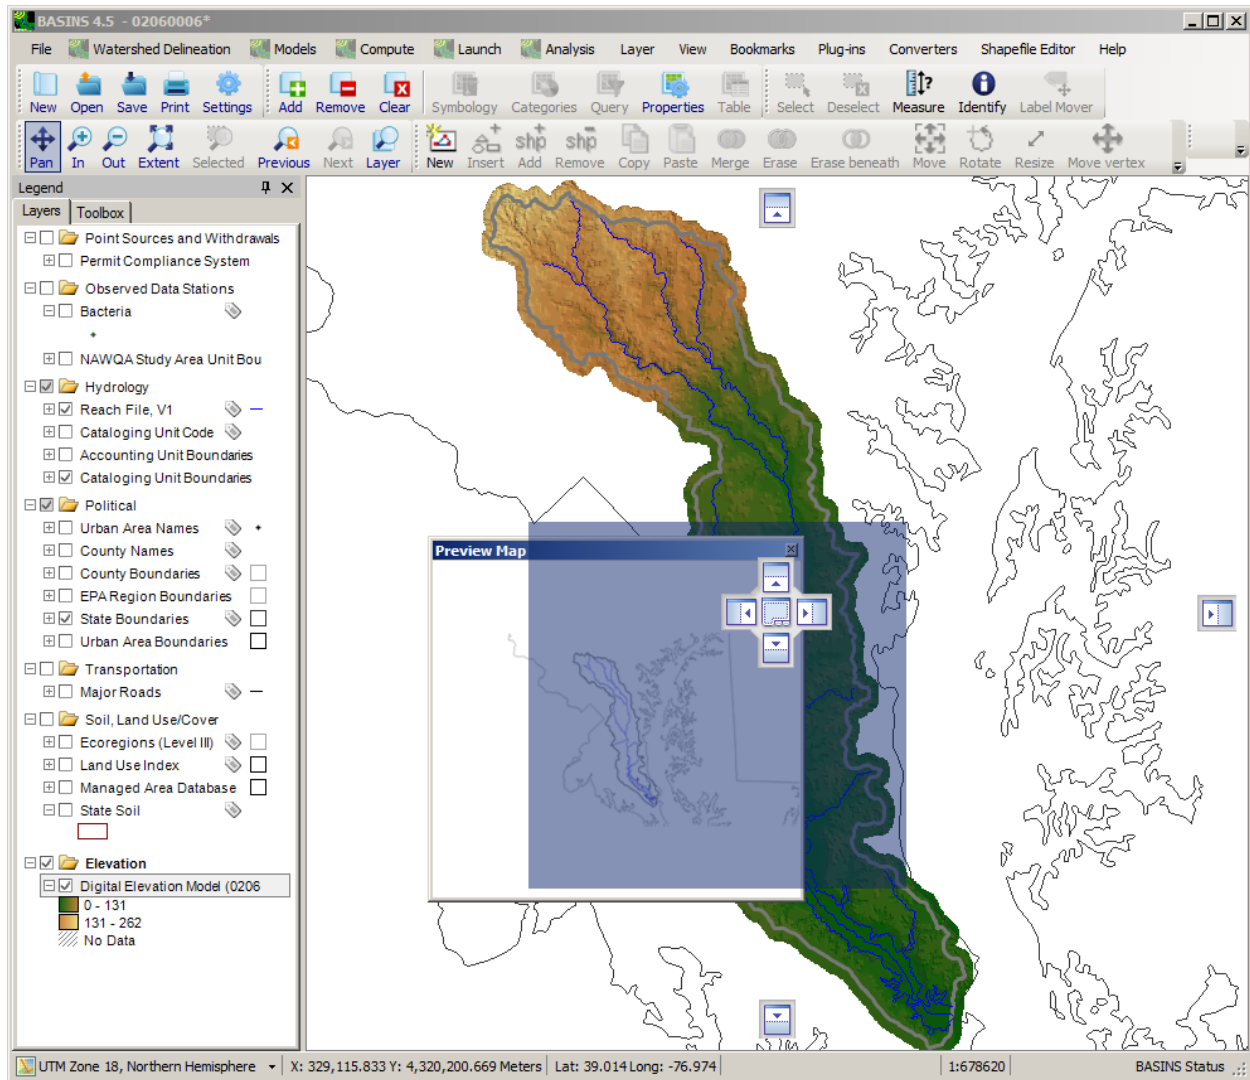 BASINS 4.5 - 02060006*
File Watershed Delineation Models Compute Launch Analysis Layer View Bookmarks Plug-ins Converters Shapefile Editor Help
New Open Save Print Settings Add Remove Clear Symbology Categories Query Properties Table Select Deselect Measure Identify Label Mover
shp shp
Pan In Out Extent Selected Previous Next Layer New Insert Add Remove Copy Paste Merge Erase Erase beneath Move Rotate Resize Move vertex
Legend
Layers Toolbox
Point Sources and Withdrawals
Permit Compliance System
Observed Data Stations
Bacteria
NAWQA Study Area Unit Bou
Hydrology
Reach File, V1
Cataloging Unit Code
Accounting Unit Boundaries
Cataloging Unit Boundaries
Political
Urban Area Names
County Names
County Boundaries
EPA Region Boundaries
State Boundaries
Urban Area Boundaries
Transportation
Major Roads
Soil, Land Use/Cover
Ecoregions (Level III)
Land Use Index
Managed Area Database
State Soil
Elevation
Digital Elevation Model (0206
0 - 131
131 - 262
No Data
Preview Map
UTM Zone 18, Northern Hemisphere X: 329,115.833 Y: 4,320,200.669 Meters Lat: 39.014 Long: -76.974 1:678620 BASINS Status